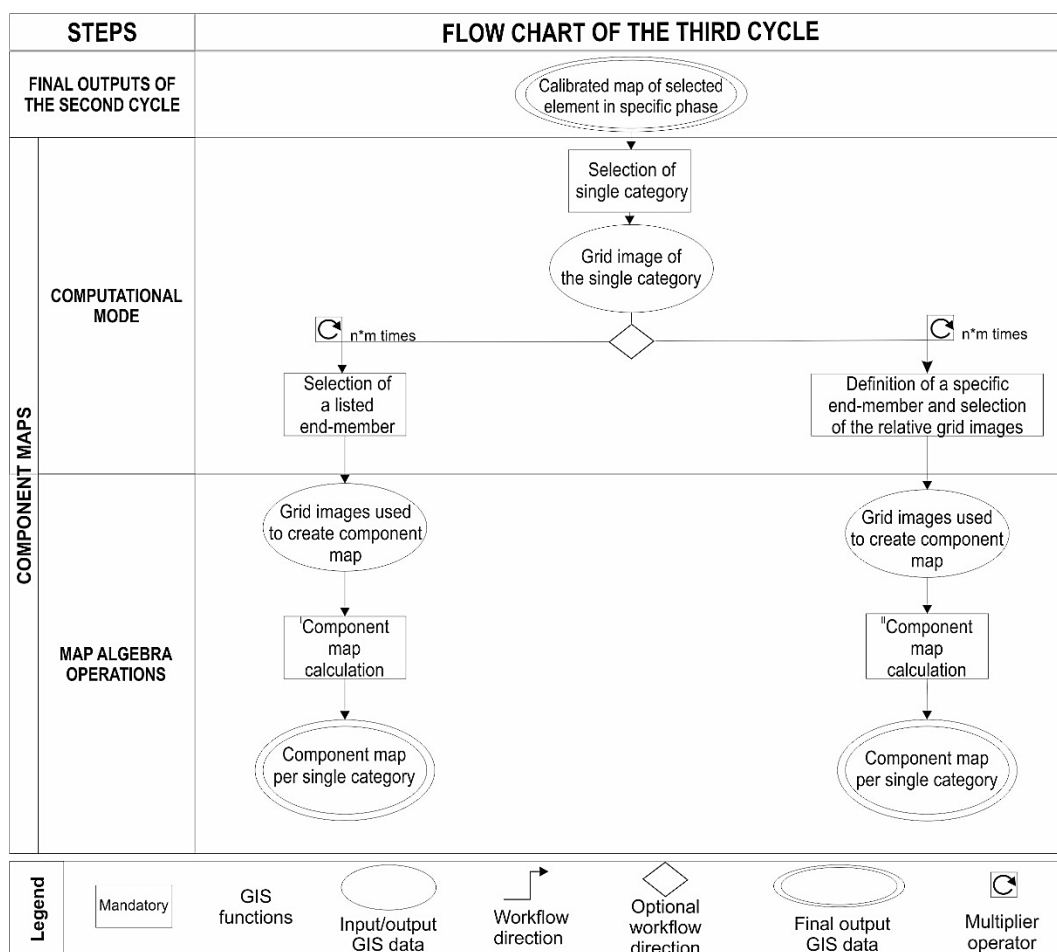 STEPS
FLOW CHART OF THE THIRD CYCLE
FINAL OUTPUTS OF
THE SECOND CYCLE
Calibrated map of selected
element in specific phase
COMPONENT MAPS
COMPUTATIONAL
MODE
Selection of
single category
Grid image of
the single category
n*m times
n*m times
Selection of
a listed
end-member
Definition of a specific
end-member and selection
of the relative grid images
MAP ALGEBRA
OPERATIONS
Grid images used
to create component
map
Grid images used
to create component
map
ᴵComponent
map
calculation
ᴵᴵComponent
map
calculation
Component map
per single category
Component map
per single category
Legend
Mandatory
GIS
functions
Input/output
GIS data
Workflow
direction
Optional
workflow
direction
Final output
GIS data
Multiplier
operator